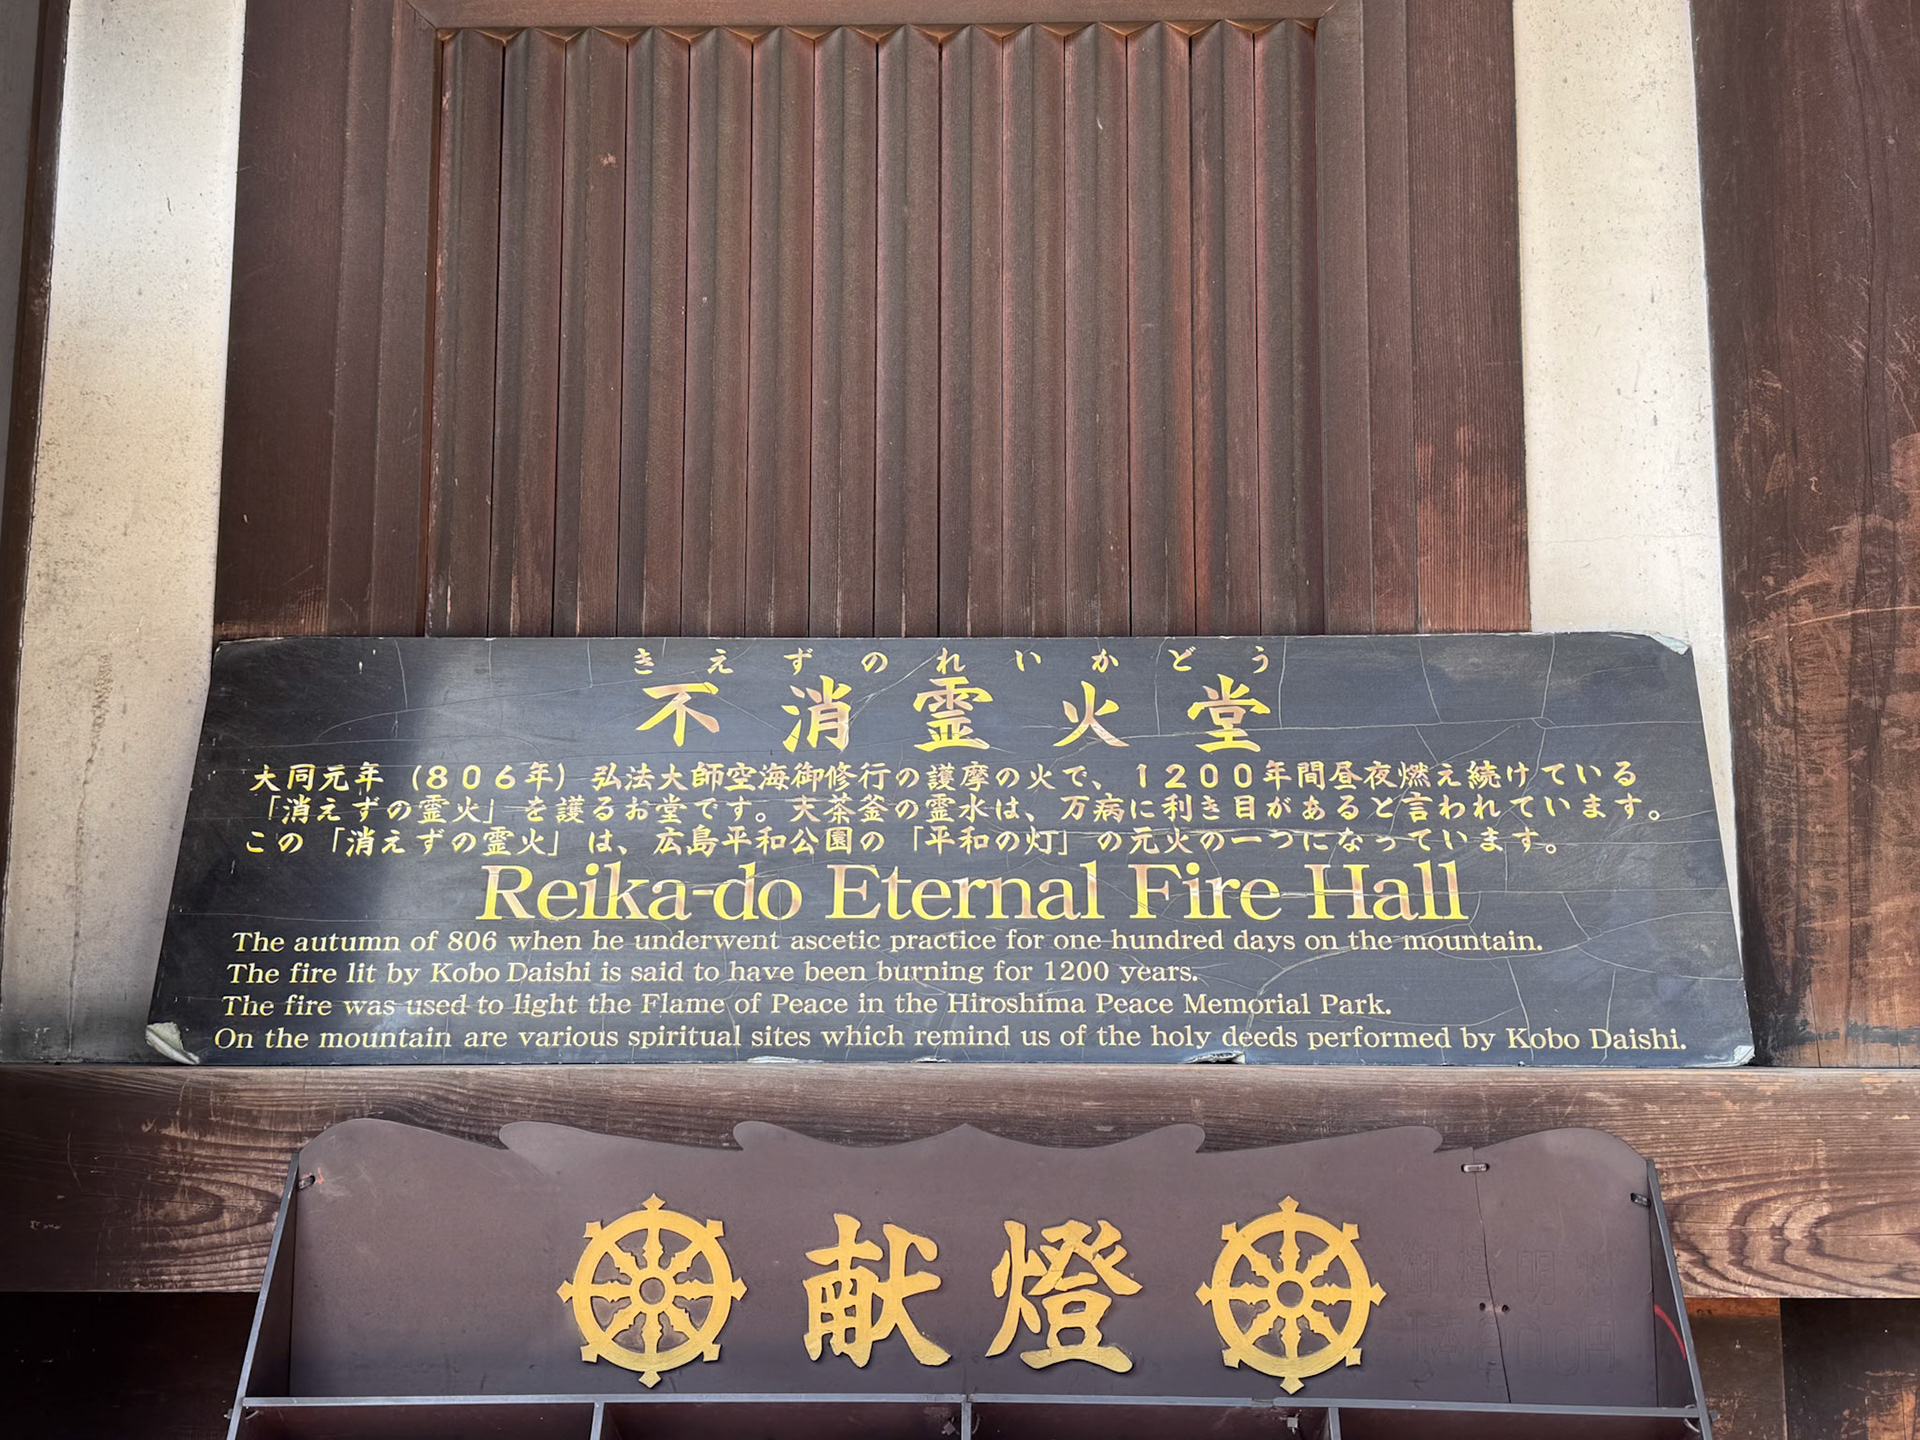 きえずのれいかどう
不消霊火堂
大同元年（８０６年）弘法大師空海御修行の護摩の火で、１２００年間昼夜燃え続けている
「消えずの霊火」を護るお堂です。大茶釜の霊水は、万病に利き目があると言われています。
この「消えずの霊火」は、広島平和公園の「平和の灯」の元火の一つになっています。
Reika-do Eternal Fire Hall
The autumn of 806 when he underwent ascetic practice for one hundred days on the mountain.
The fire lit by Kobo Daishi is said to have been burning for 1200 years.
The fire was used to light the Flame of Peace in the Hiroshima Peace Memorial Park.
On the mountain are various spiritual sites which remind us of the holy deeds performed by Kobo Daishi.
献燈